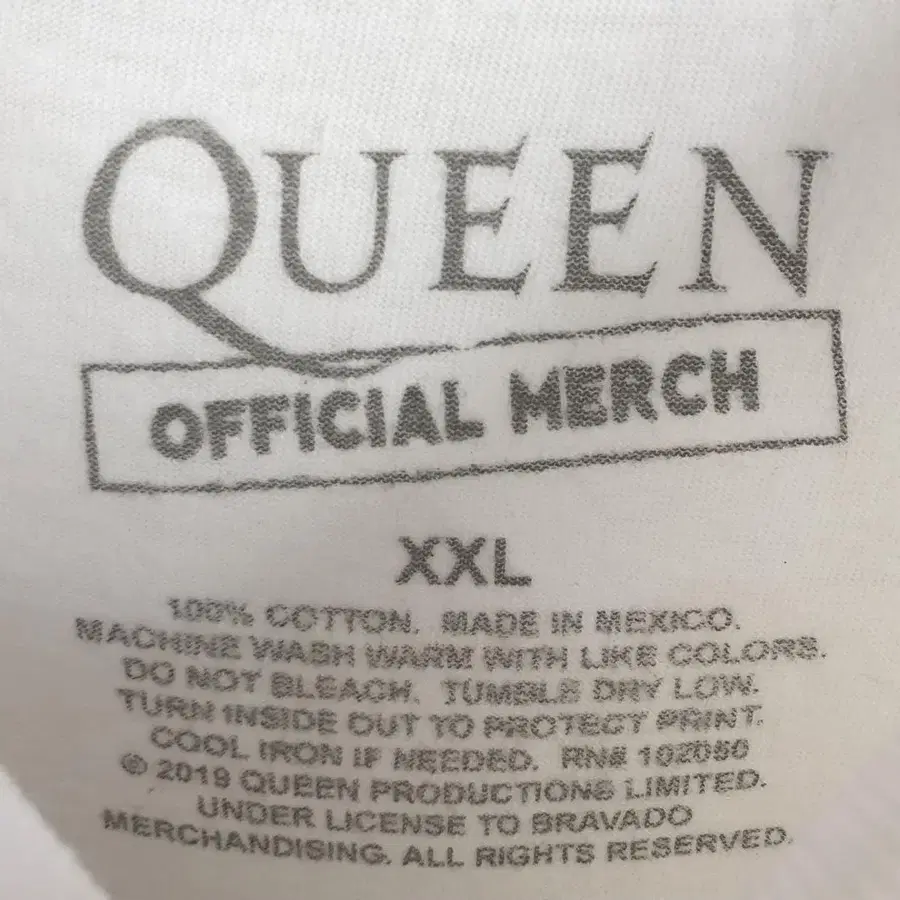 QUEEN
OFFICIAL MERCH
XXL
100% COTTON. MADE IN MEXICO.
MACHINE WASH WARM WITH LIKE COLORS.
DO NOT BLEACH. TUMBLE DRY LOW.
TURN INSIDE OUT TO PROTECT PRINT.
COOL IRON IF NEEDED. RN#
© 2019 QUEEN PRODUCTIONS LIMITED.
UNDER LICENSE TO BRAVADO
MERCHANDISING. ALL RIGHTS RESERVED.